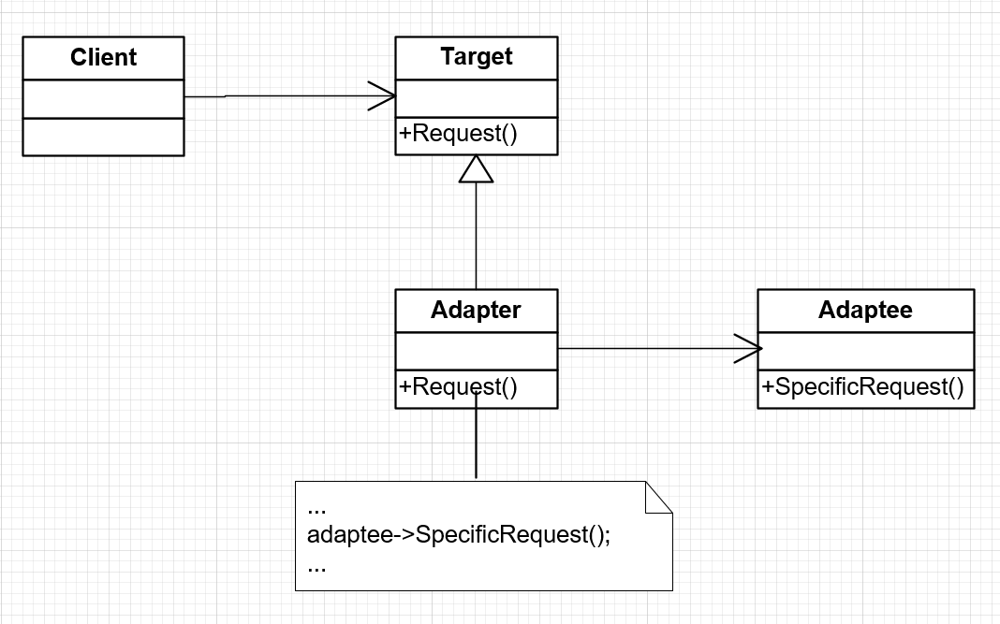 Client
Target
+Request()
Adapter
+Request()
Adaptee
+SpecificRequest()
...
adaptee->SpecificRequest();
...